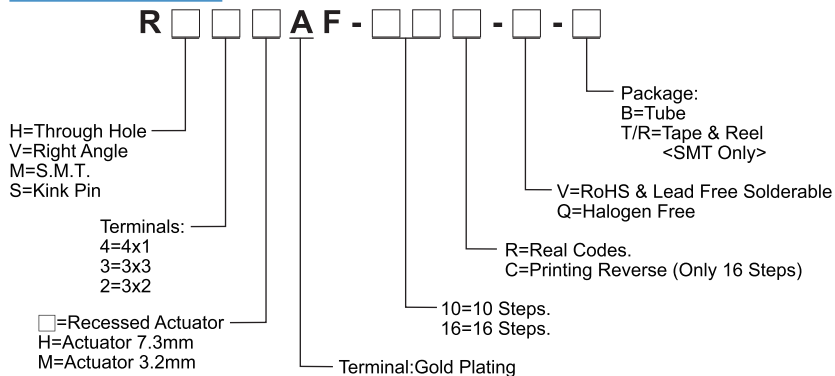 R□□□AF-□□□-□-□
Package:
B=Tube
T/R=Tape & Reel
<SMT Only>
H=Through Hole
V=Right Angle
M=S.M.T.
S=Kink Pin
V=RoHS & Lead Free Solderable
Q=Halogen Free
Terminals:
4=4x1
3=3x3
2=3x2
R=Real Codes.
C=Printing Reverse (Only 16 Steps)
10=10 Steps.
16=16 Steps.
□=Recessed Actuator
H=Actuator 7.3mm
M=Actuator 3.2mm
Terminal:Gold Plating